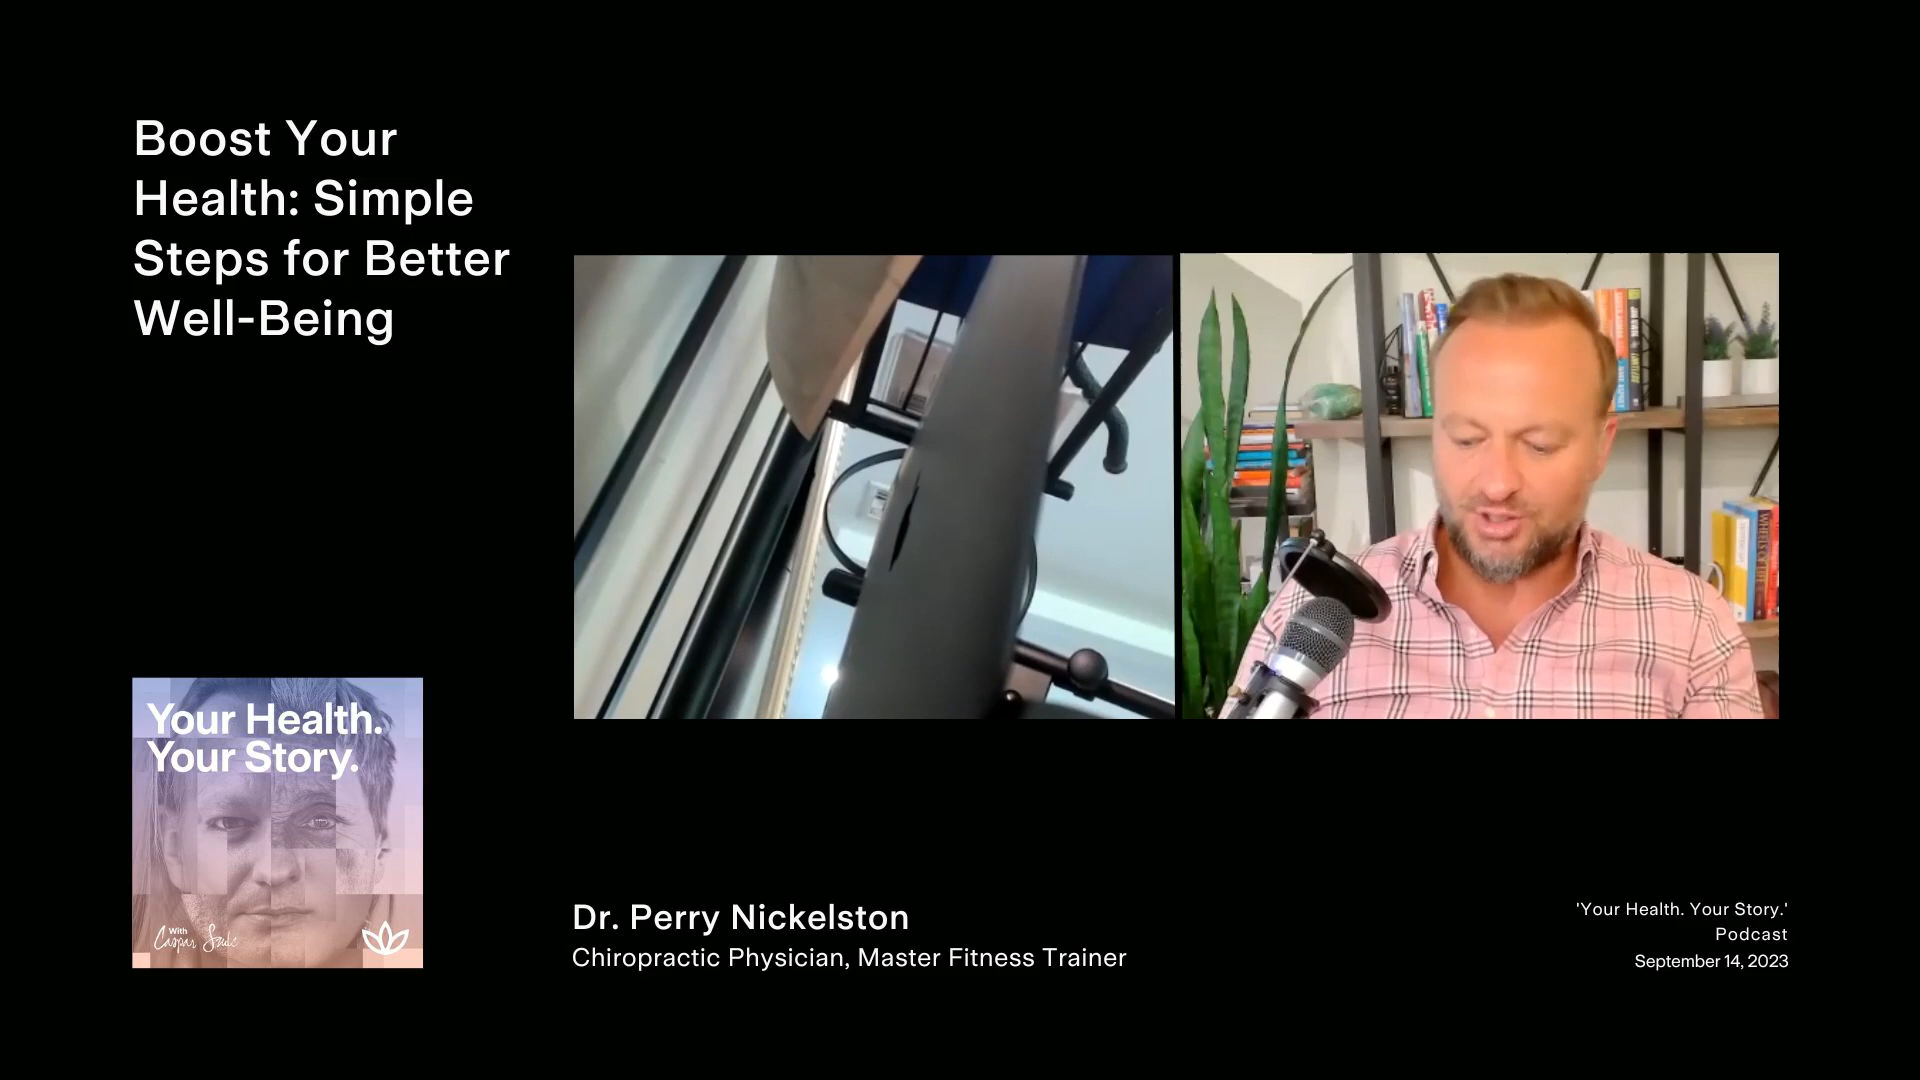 Boost Your
Health: Simple
Steps for Better
Well-Being
Your Health.
Your Story.
With
Caspar Szulc
Dr. Perry Nickelston
Chiropractic Physician, Master Fitness Trainer
'Your Health. Your Story.'
Podcast
September 14, 2023